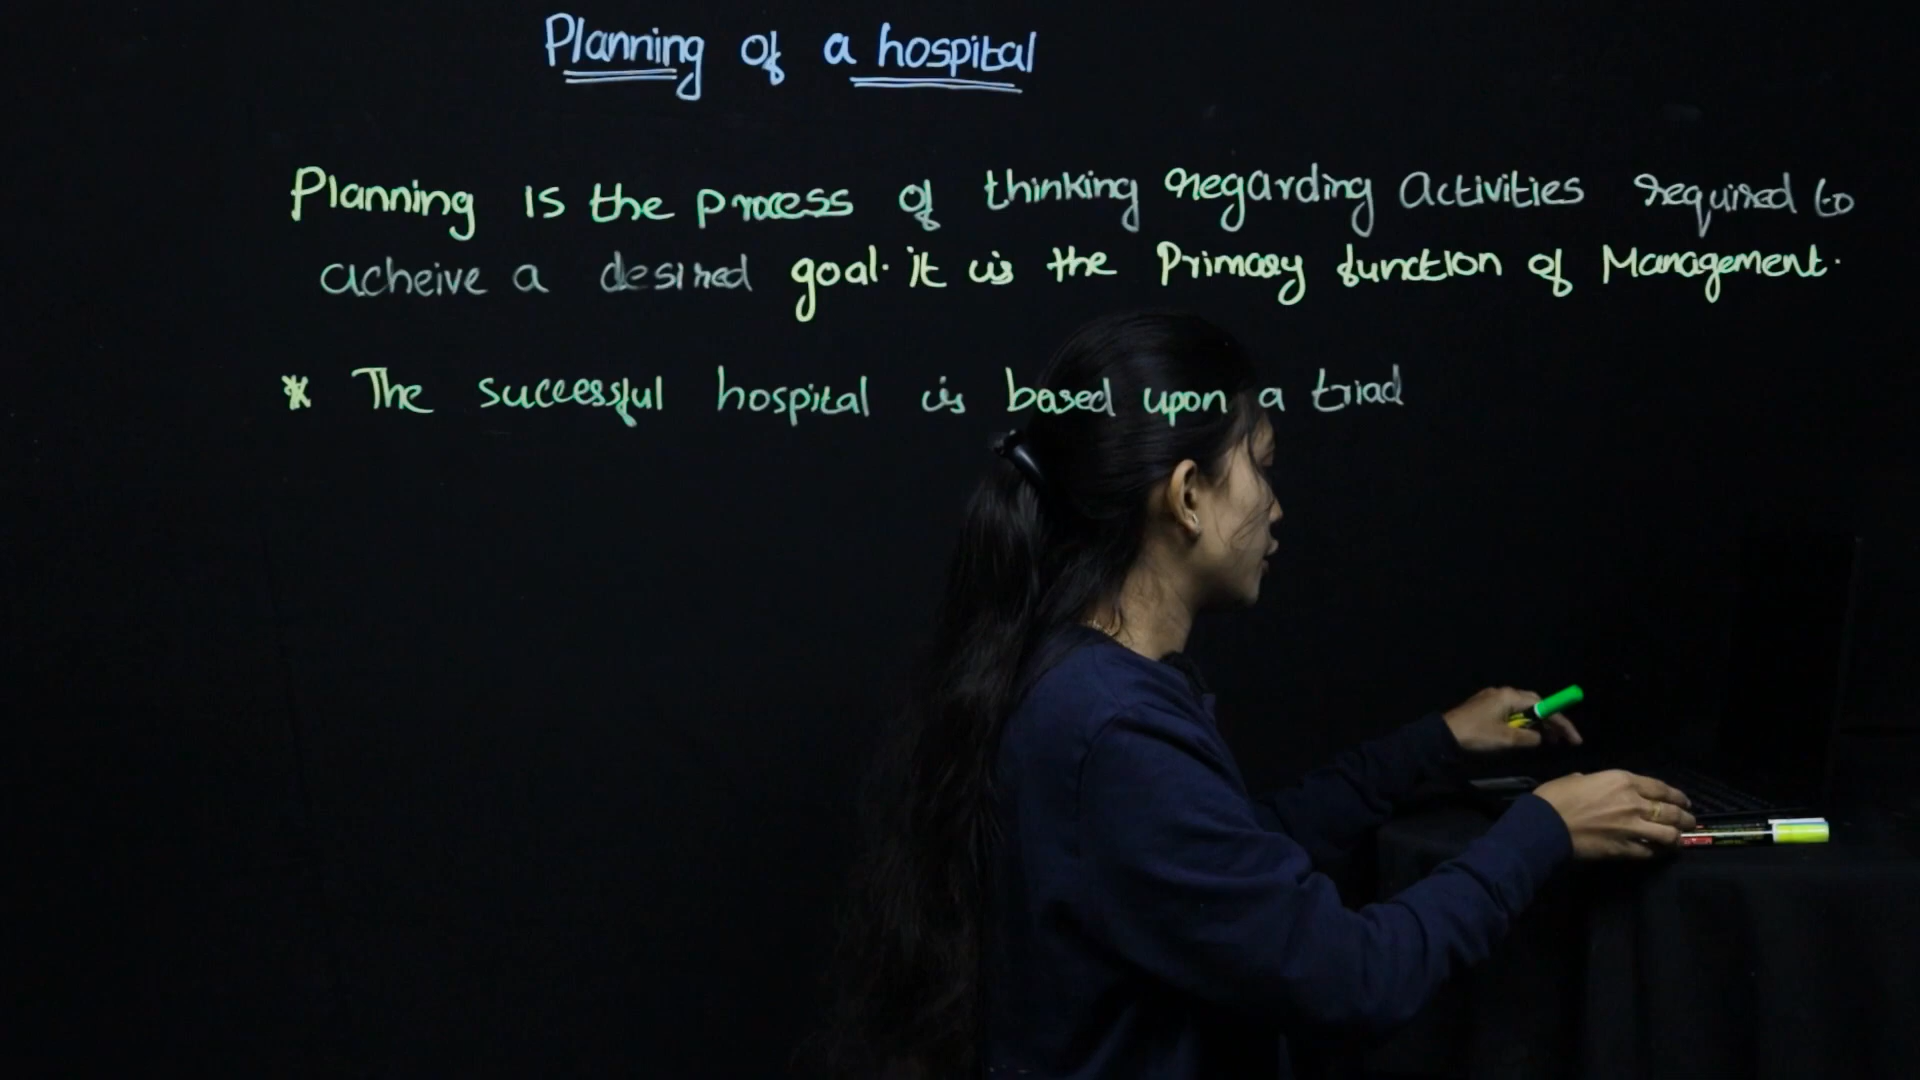 Planning of a hospital
Planning is the process of thinking regarding activities required to
acheive a desired goal. it is the Primary function of Management.
* The successful hospital is based upon a triad